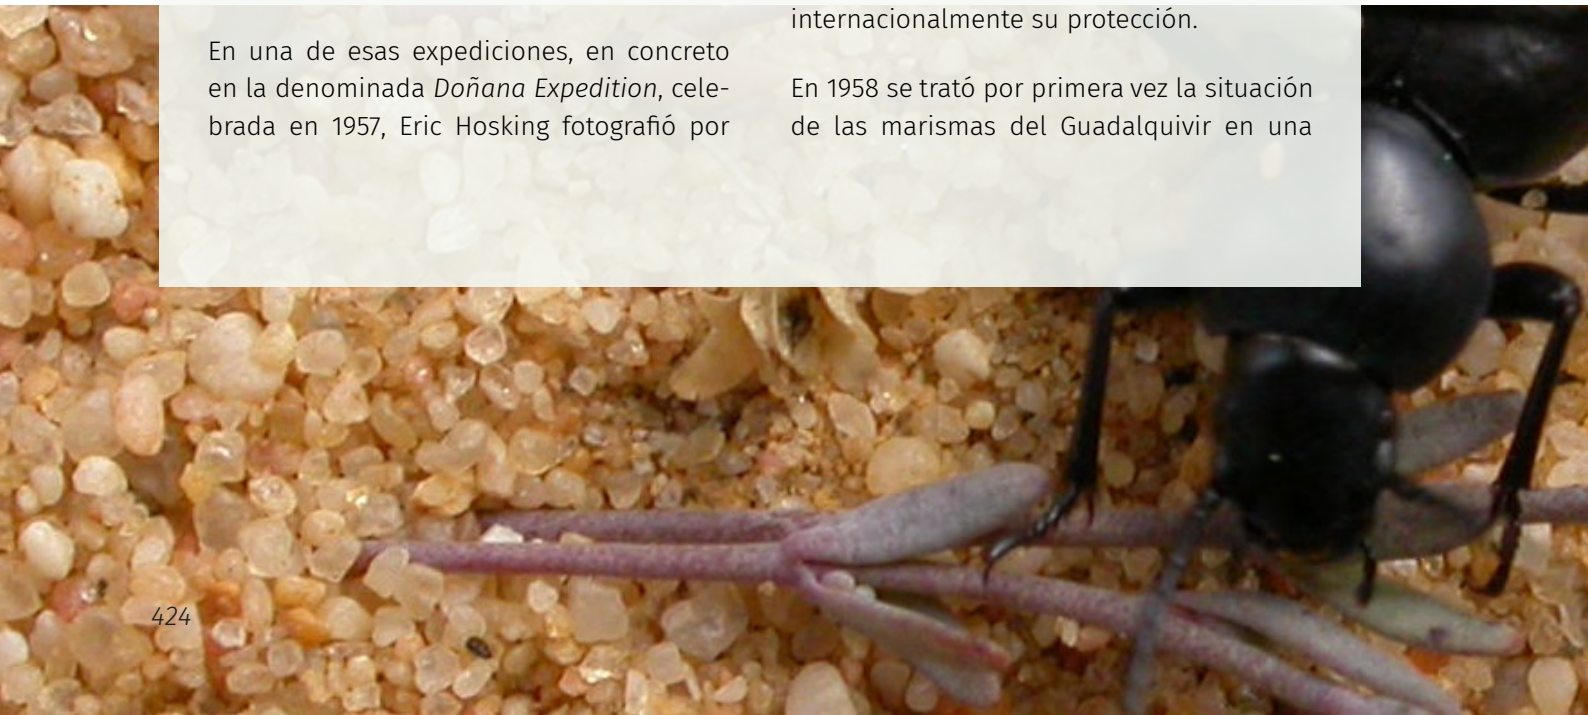 En una de esas expediciones, en concreto
en la denominada Doñana Expedition, cele-
brada en 1957, Eric Hosking fotografió por
internacionalmente su protección.
En 1958 se trató por primera vez la situación
de las marismas del Guadalquivir en una
424